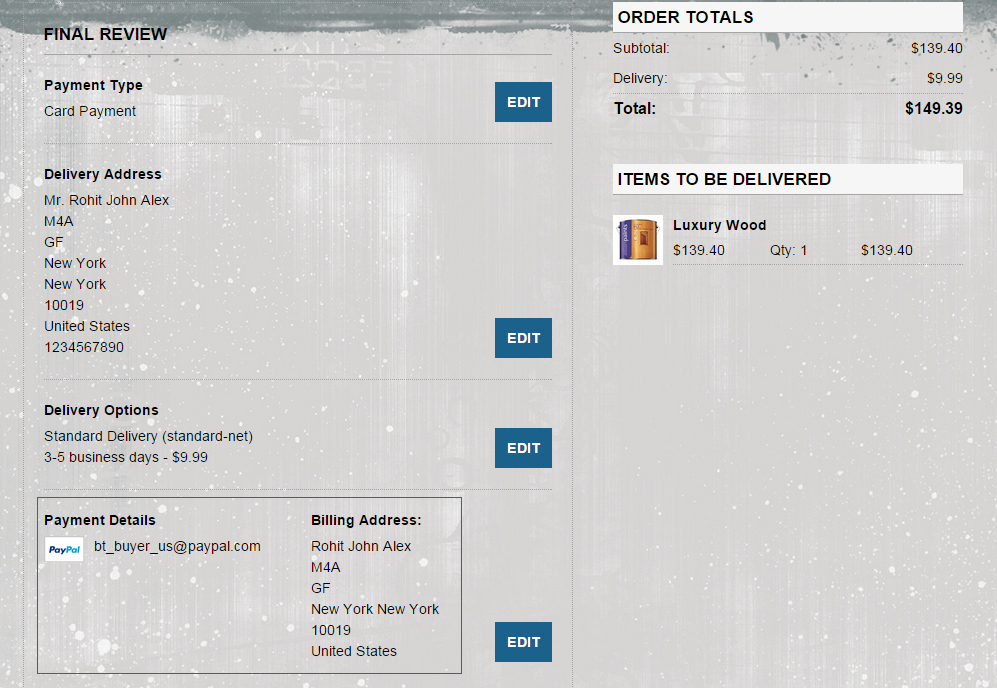 FINAL REVIEW
Payment Type
Card Payment
EDIT
Delivery Address
Mr. Rohit John Alex
M4A
GF
New York
New York
10019
United States
1234567890
EDIT
Delivery Options
Standard Delivery (standard-net)
3-5 business days - $9.99
EDIT
Payment Details
PayPal bt_buyer_us@paypal.com
Billing Address:
Rohit John Alex
M4A
GF
New York New York
10019
United States
EDIT
ORDER TOTALS
Subtotal: $139.40
Delivery: $9.99
Total: $149.39
ITEMS TO BE DELIVERED
Luxury Wood
$139.40 Qty: 1 $139.40